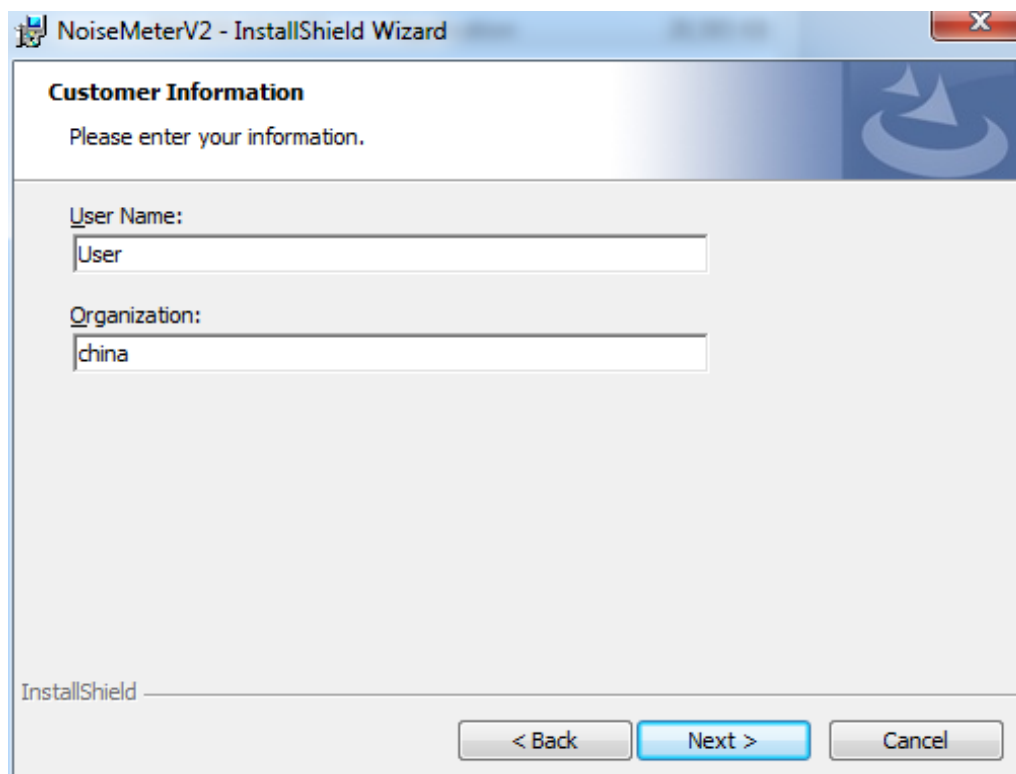 NoiseMeterV2 - InstallShield Wizard
Customer Information
Please enter your information.
User Name:
User
Organization:
china
InstallShield
< Back
Next >
Cancel